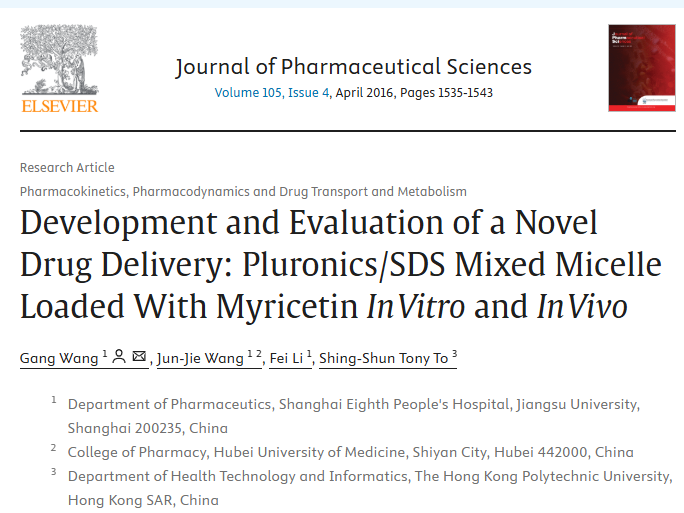 ELSEVIER
Journal of Pharmaceutical Sciences
Volume 105, Issue 4, April 2016, Pages 1535-1543
Research Article
Pharmacokinetics, Pharmacodynamics and Drug Transport and Metabolism
Development and Evaluation of a Novel
Drug Delivery: Pluronics/SDS Mixed Micelle
Loaded With Myricetin In Vitro and In Vivo
Gang Wang 1, Jun-Jie Wang 1 2, Fei Li 1, Shing-Shun Tony To 3
1 Department of Pharmaceutics, Shanghai Eighth People's Hospital, Jiangsu University,
Shanghai 200235, China
2 College of Pharmacy, Hubei University of Medicine, Shiyan City, Hubei 442000, China
3 Department of Health Technology and Informatics, The Hong Kong Polytechnic University,
Hong Kong SAR, China